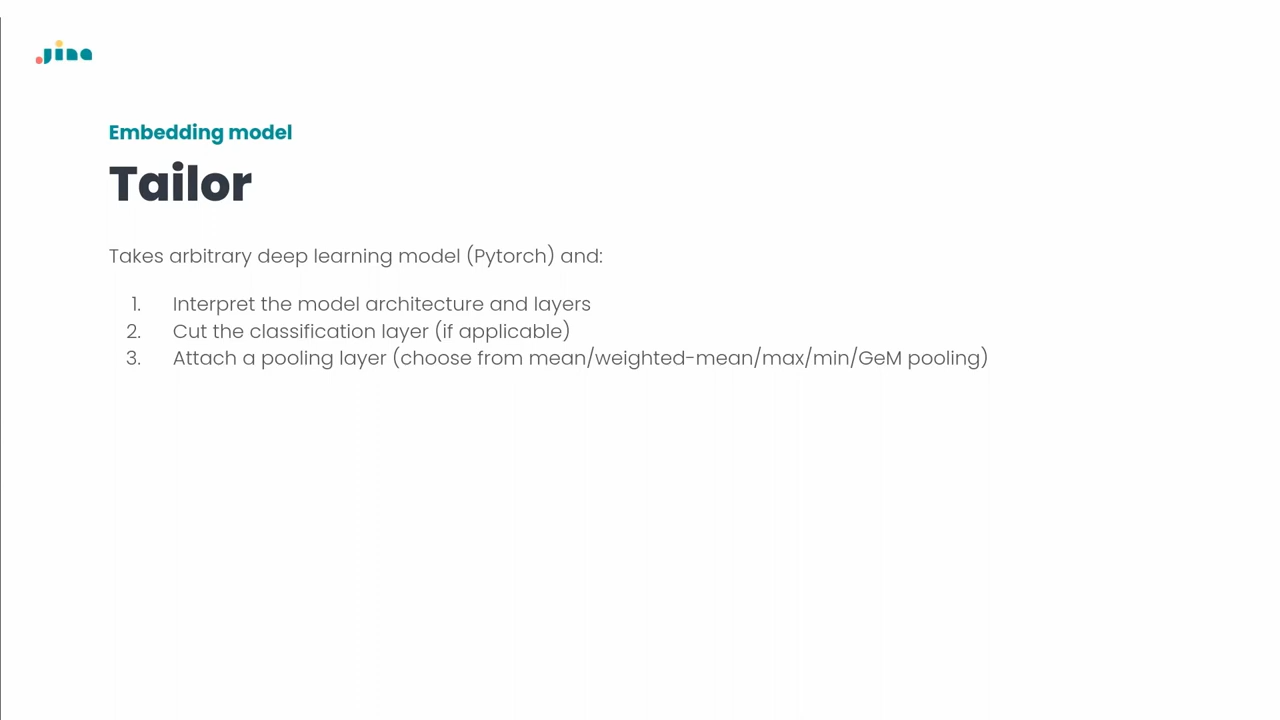 Jina
Embedding model
Tailor
Takes arbitrary deep learning model (Pytorch) and:
1. Interpret the model architecture and layers
2. Cut the classification layer (if applicable)
3. Attach a pooling layer (choose from mean/weighted-mean/max/min/GeM pooling)